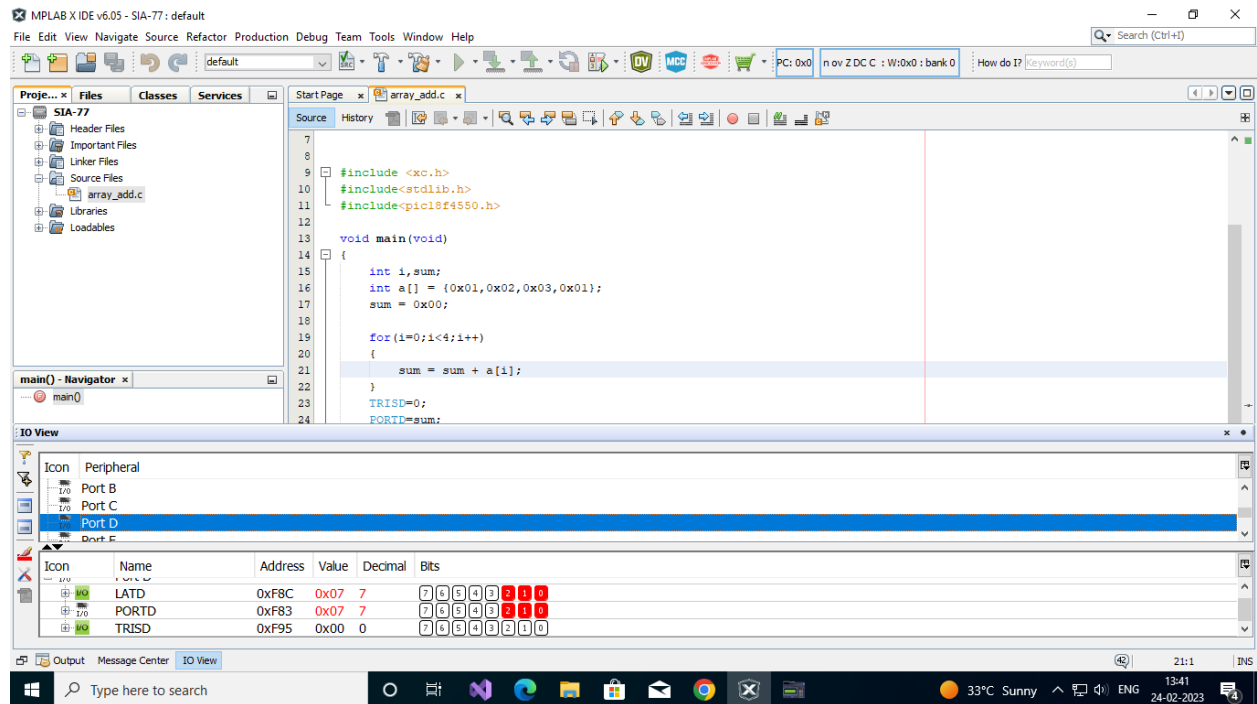 MPLAB X IDE v6.05 - SIA-77 : default
File Edit View Navigate Source Refactor Production Debug Team Tools Window Help
Search (Ctrl+I)
default
PC: 0x0
n ov Z DC C : W:0x0 : bank 0
How do I? Keyword(s)
Proje... × Files Classes Services
Start Page × array_add.c ×
SIA-77
Header Files
Important Files
Linker Files
Source Files
array_add.c
Libraries
Loadables
Source History
7
8
9 #include <xc.h>
10 #include<stdlib.h>
11 #include<pic18f4550.h>
12
13 void main(void)
14 {
15 int i,sum;
16 int a[] = {0x01,0x02,0x03,0x01};
17 sum = 0x00;
18
19 for(i=0;i<4;i++)
20 {
21 sum = sum + a[i];
22 }
23 TRISD=0;
24 PORTD=sum;
main() - Navigator ×
main()
IO View
Icon Peripheral
I/O Port B
I/O Port C
I/O Port D
Port E
Icon Name Address Value Decimal Bits
I/O Port D
I/O LATD 0xF8C 0x07 7 7 6 5 4 3 2 1 0
I/O PORTD 0xF83 0x07 7 7 6 5 4 3 2 1 0
I/O TRISD 0xF95 0x00 0 7 6 5 4 3 2 1 0
Output Message Center IO View
42
21:1 INS
Type here to search
33°C Sunny
ENG
13:41
24-02-2023
4